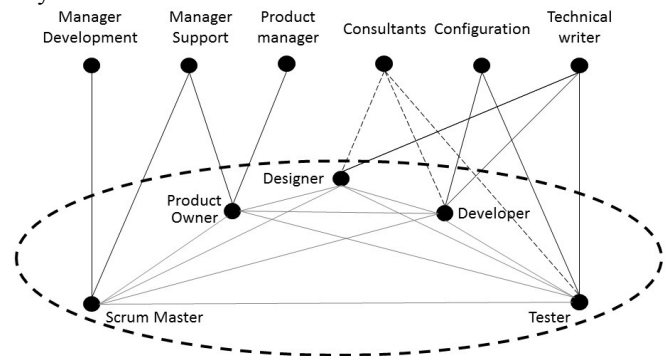 Manager
Development
Manager
Support
Product
manager
Consultants
Configuration
Technical
writer
Designer
Product
Owner
Developer
Scrum Master
Tester